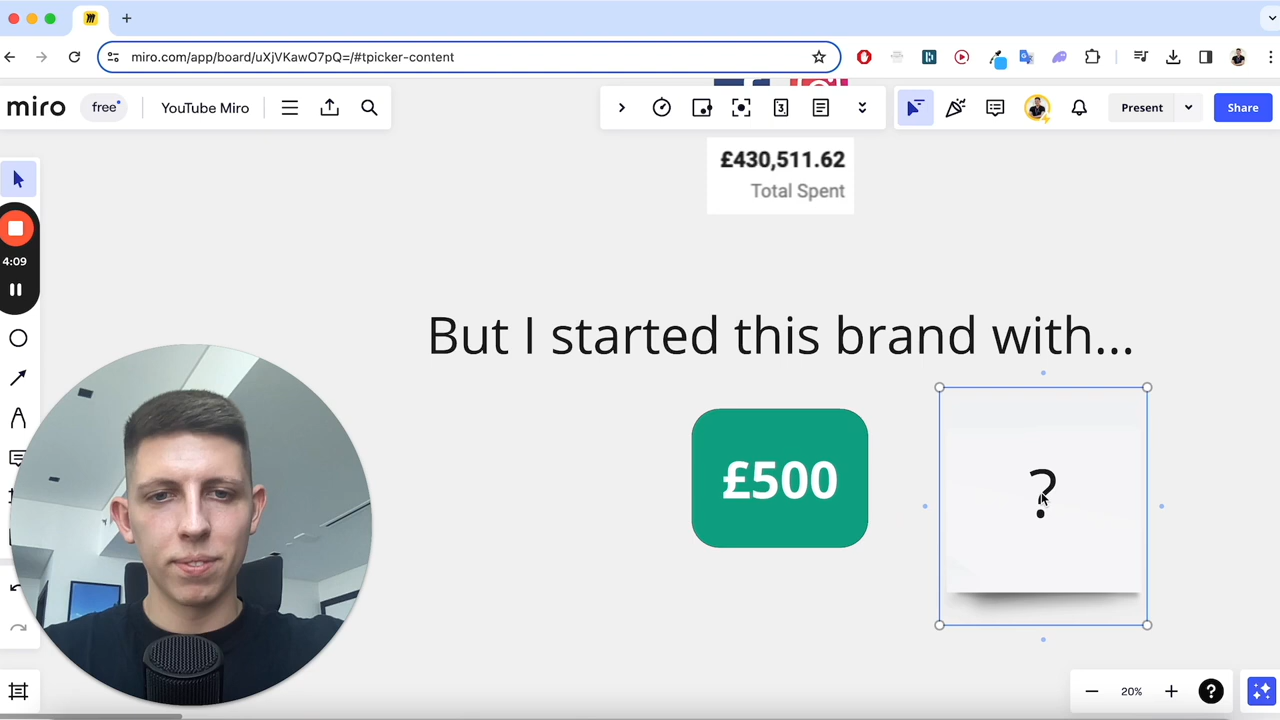 miro.com/app/board/uXjVKawO7pQ=/#tpicker-content
miro
free
YouTube Miro
3
Present
Share
£430,511.62
Total Spent
4:09
But I started this brand with...
£500
?
20%
?